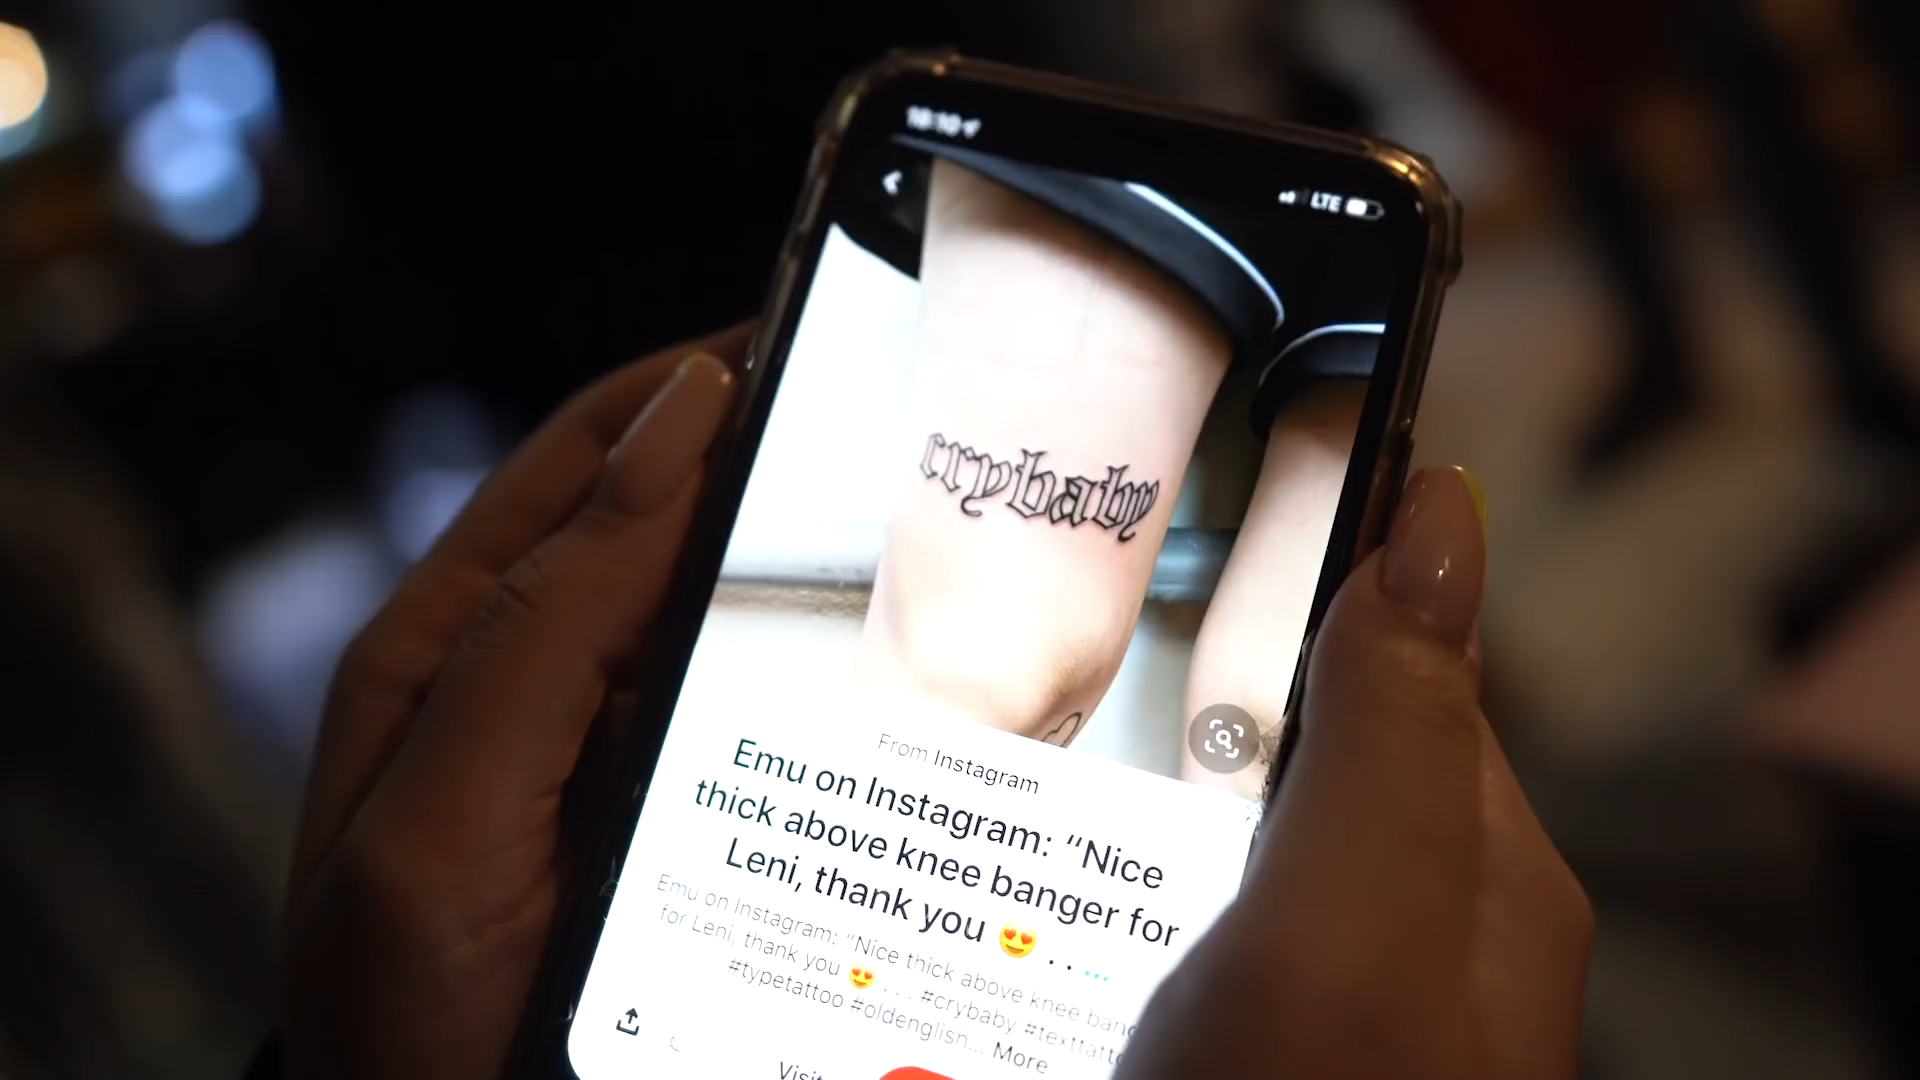 LTE
crybaby
From Instagram
Emu on Instagram: “Nice
thick above knee banger for
Leni, thank you 😍 . . ...
Emu on Instagram: “Nice thick above knee
for Leni, thank you 😍 . . . #crybaby
#typetattoo #oldenglish... More